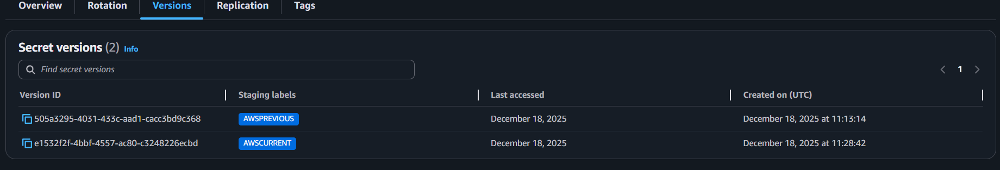 Overview Rotation Versions Replication Tags
Secret versions (2) Info
Find secret versions
1
Version ID Staging labels Last accessed Created on (UTC)
505a3295-4031-433c-aad1-cacc3bd9c368 AWSPREVIOUS December 18, 2025 December 18, 2025 at 11:13:14
e1532f2f-4bbf-4557-ac80-c3248226ecbd AWSCURRENT December 18, 2025 December 18, 2025 at 11:28:42